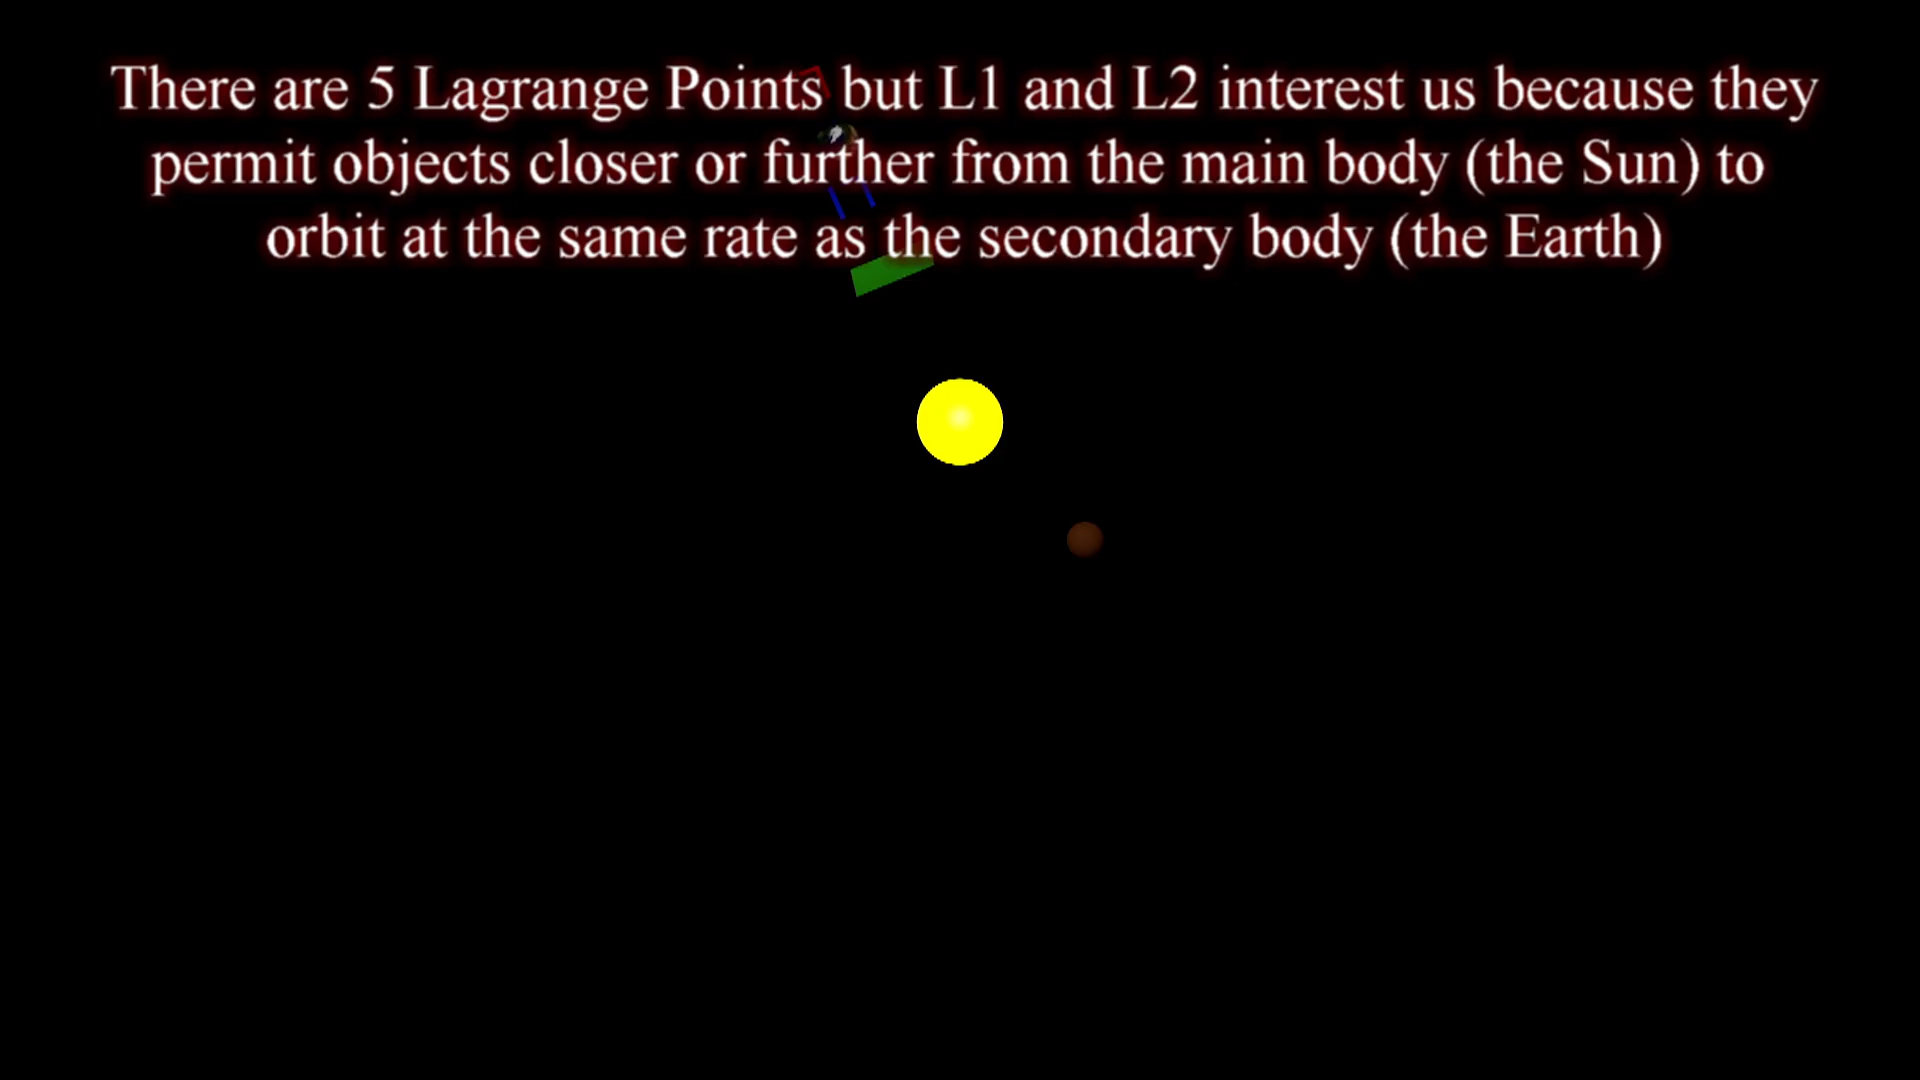 There are 5 Lagrange Points but L1 and L2 interest us because they
permit objects closer or further from the main body (the Sun) to
orbit at the same rate as the secondary body (the Earth)